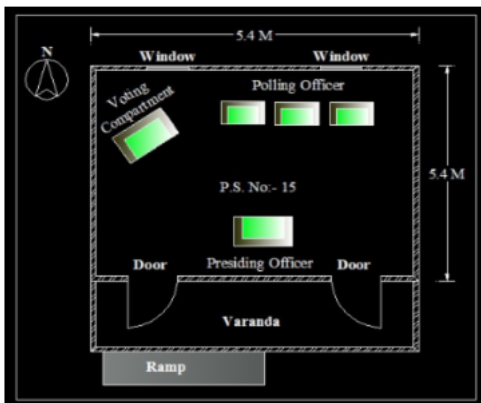 5.4 M
N
Window
Window
Voting
Compartment
Polling Officer
5.4 M
P.S. No:- 15
Door
Presiding Officer
Door
Varanda
Ramp